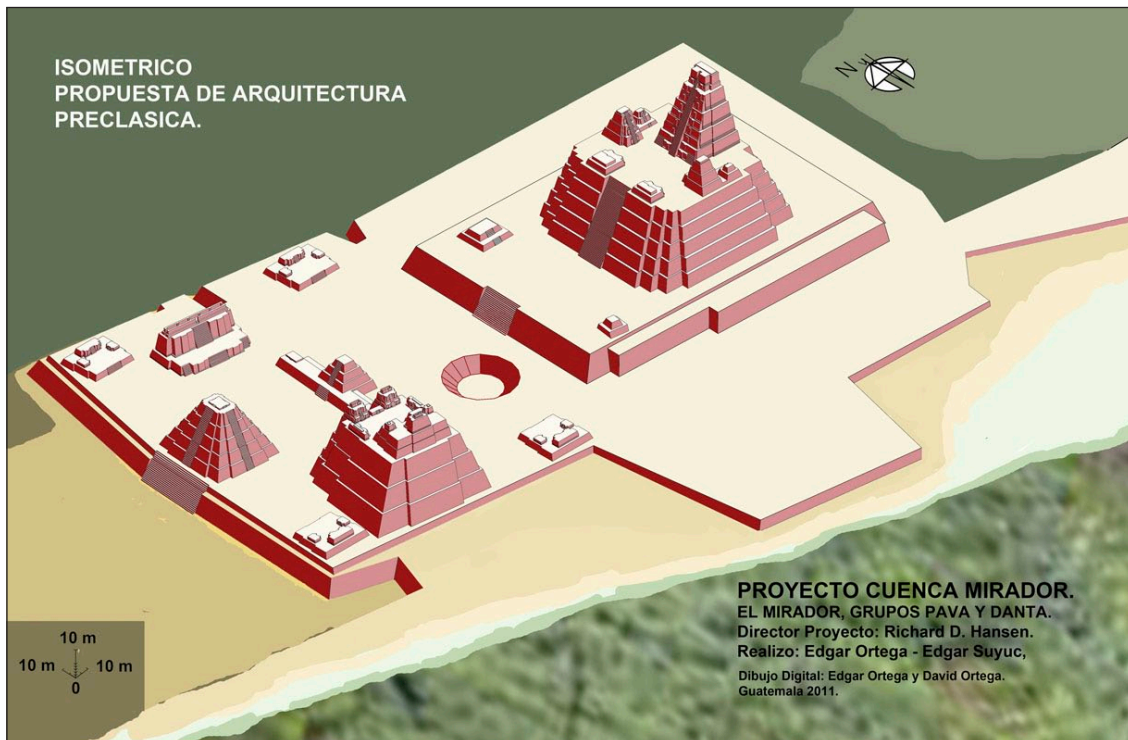 ISOMETRICO
PROPUESTA DE ARQUITECTURA
PRECLASICA.
N
PROYECTO CUENCA MIRADOR.
EL MIRADOR, GRUPOS PAVA Y DANTA.
Director Proyecto: Richard D. Hansen.
Realizo: Edgar Ortega - Edgar Suyuc,
Dibujo Digital: Edgar Ortega y David Ortega.
Guatemala 2011.
10 m
10 m 10 m
0